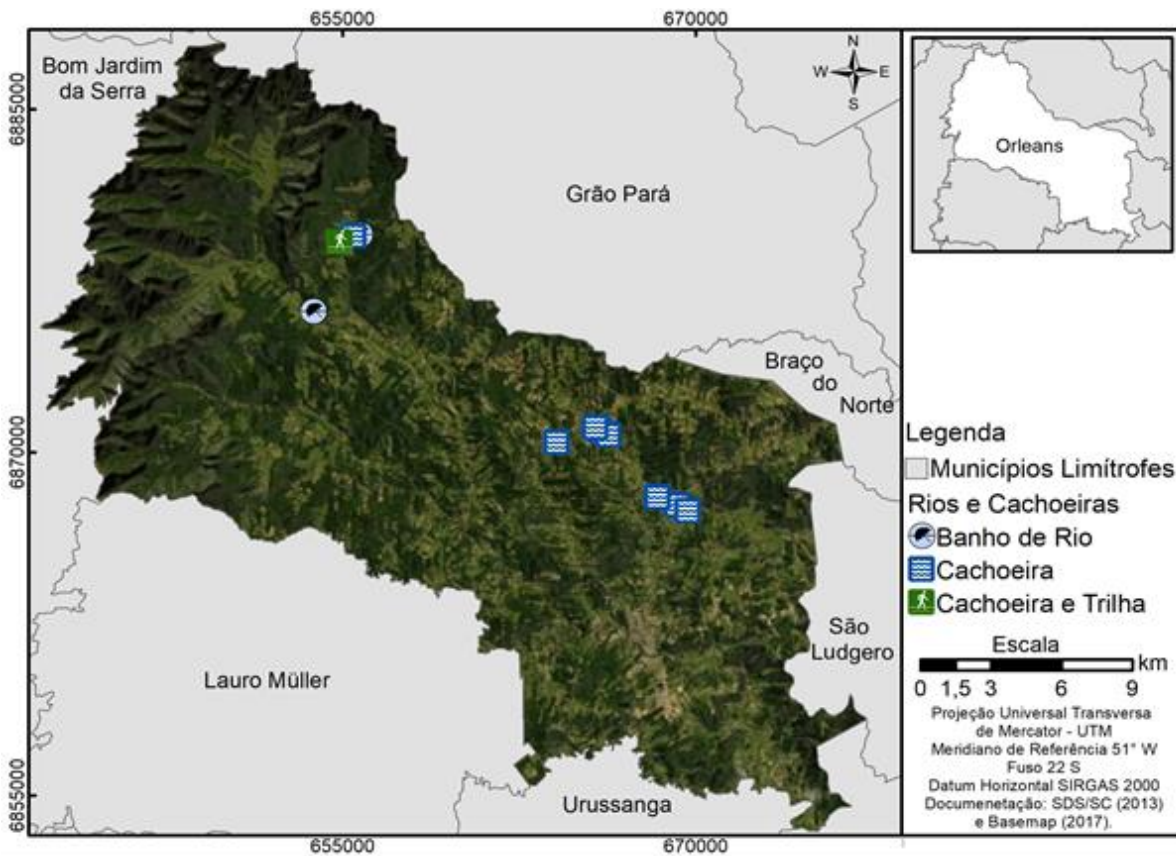 655000
670000
Bom Jardim
da Serra
N
W
E
S
6885000
Grão Pará
Orleans
Braço
do
Norte
6870000
Legenda
Municípios Limítrofes
Rios e Cachoeiras
Banho de Rio
Cachoeira
Cachoeira e Trilha
São
Ludgero
Lauro Müller
Escala
km
0 1,5 3 6 9
Projeção Universal Transversa
de Mercator - UTM
Meridiano de Referência 51° W
Fuso 22 S
Datum Horizontal SIRGAS 2000
Documenetação: SDS/SC (2013)
e Basemap (2017).
6855000
Urussanga
655000
670000
6885000
6870000
6855000